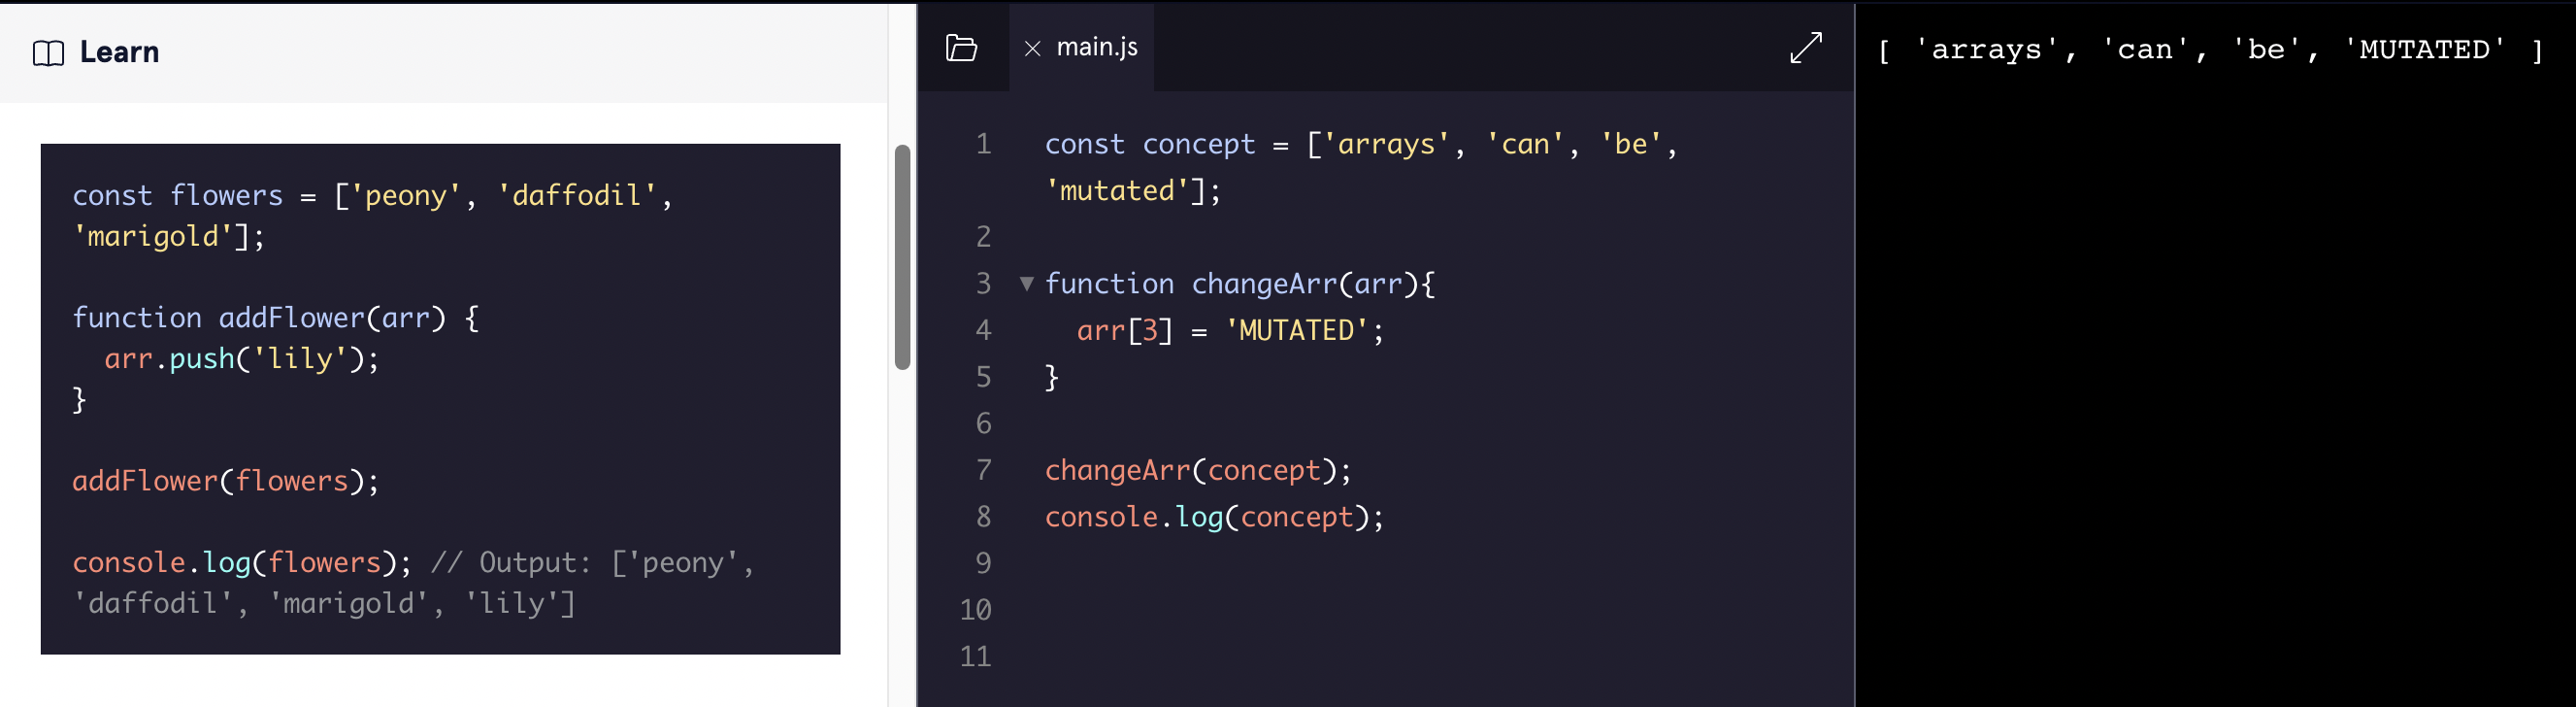 Learn
const flowers = ['peony', 'daffodil',
'marigold'];
function addFlower(arr) {
  arr.push('lily');
}
addFlower(flowers);
console.log(flowers); // Output: ['peony',
'daffodil', 'marigold', 'lily']
main.js
1 const concept = ['arrays', 'can', 'be',
'mutated'];
2
3 function changeArr(arr){
4   arr[3] = 'MUTATED';
5 }
6
7 changeArr(concept);
8 console.log(concept);
9
10
11
[ 'arrays', 'can', 'be', 'MUTATED' ]